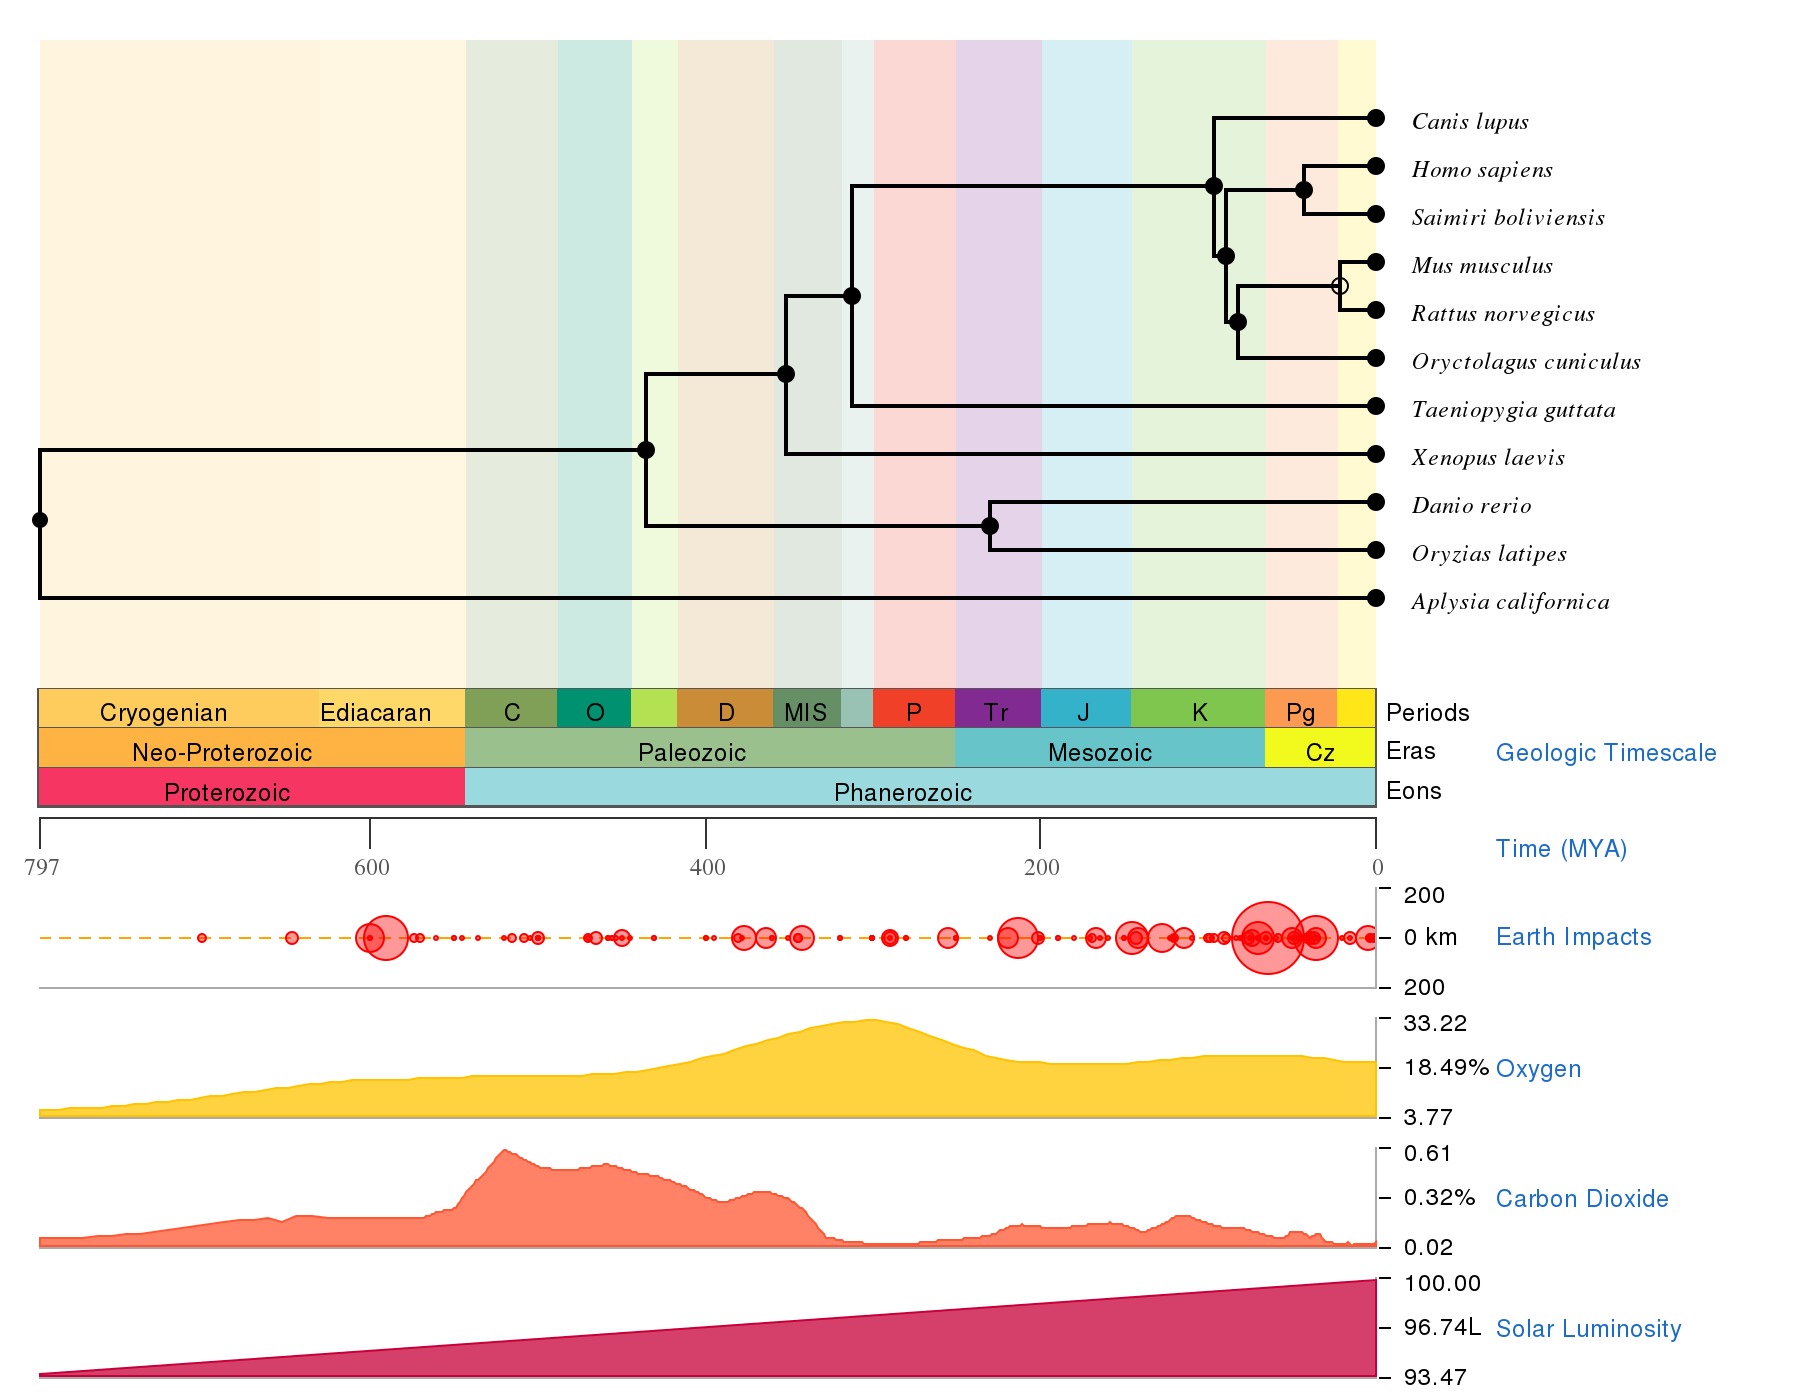 Canis lupus
Homo sapiens
Saimiri boliviensis
Mus musculus
Rattus norvegicus
Oryctolagus cuniculus
Taeniopygia guttata
Xenopus laevis
Danio rerio
Oryzias latipes
Aplysia californica
Cryogenian Ediacaran C O D MIS P Tr J K Pg Periods
Neo-Proterozoic Paleozoic Mesozoic Cz Eras Geologic Timescale
Proterozoic Phanerozoic Eons
Time (MYA)
797 600 400 200 0
200
0 km Earth Impacts
200
33.22
18.49% Oxygen
3.77
0.61
0.32% Carbon Dioxide
0.02
100.00
96.74L Solar Luminosity
93.47